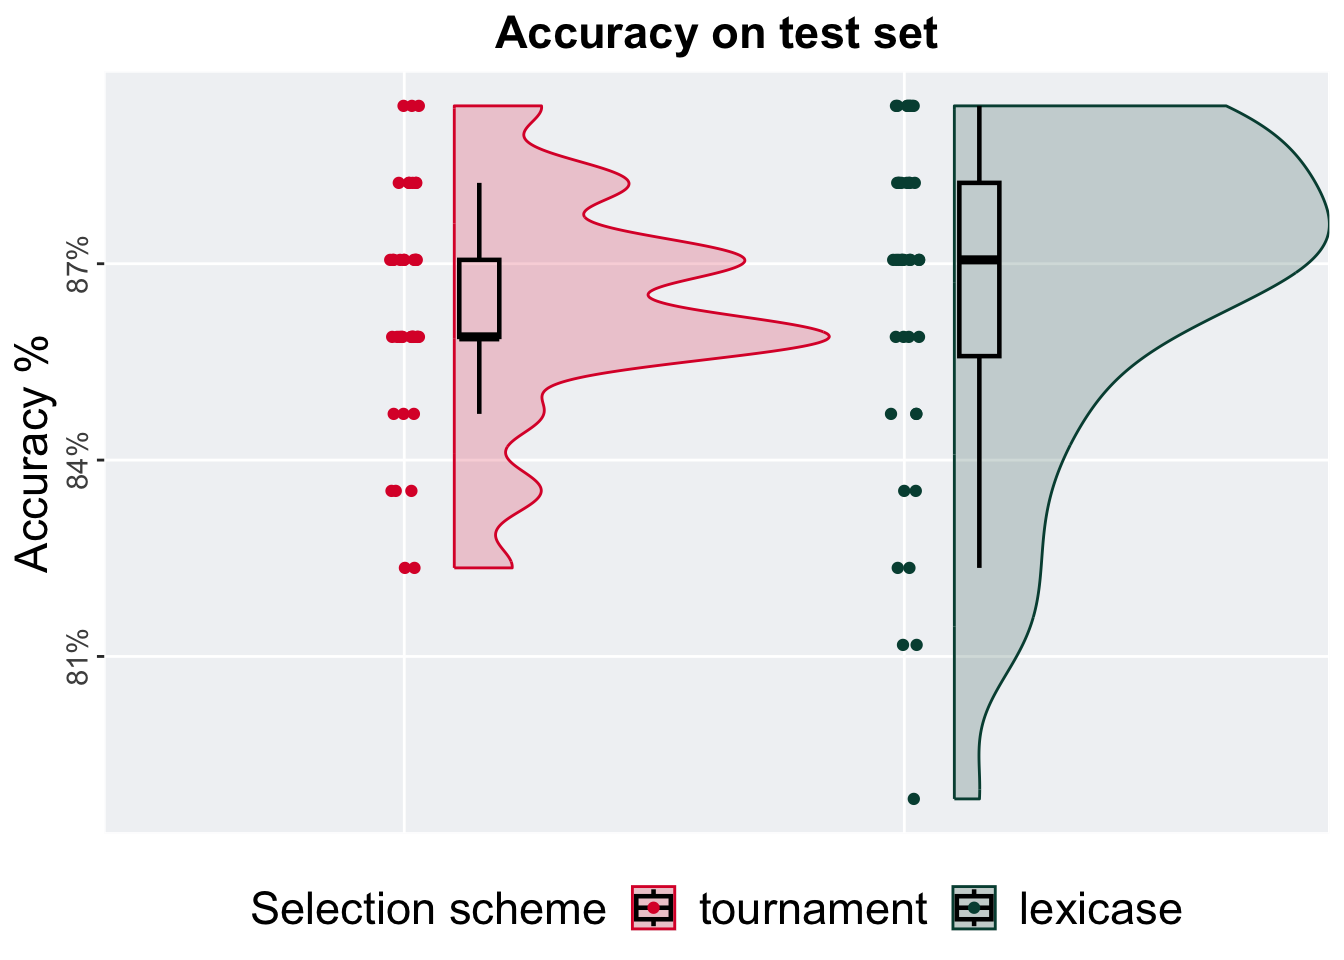 Accuracy on test set
Accuracy %
87%
84%
81%
Selection scheme tournament lexicase